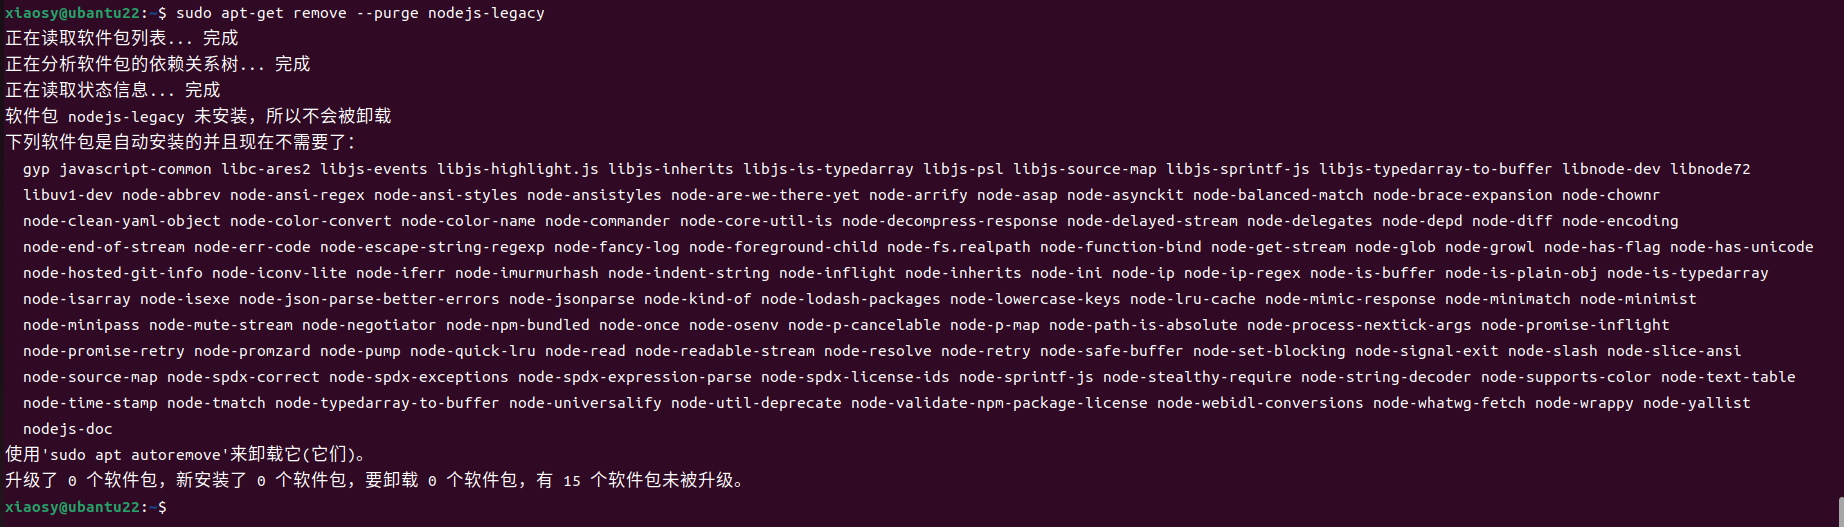 xiaosy@ubantu22:~$ sudo apt-get remove --purge nodejs-legacy
正在读取软件包列表... 完成
正在分析软件包的依赖关系树... 完成
正在读取状态信息... 完成
软件包 nodejs-legacy 未安装，所以不会被卸载
下列软件包是自动安装的并且现在不需要了：
gyp javascript-common libc-ares2 libjs-events libjs-highlight.js libjs-inherits libjs-is-typedarray libjs-psl libjs-source-map libjs-sprintf-js libjs-typedarray-to-buffer libnode-dev libnode72
libuv1-dev node-abbrev node-ansi-regex node-ansi-styles node-ansistyles node-are-we-there-yet node-arrify node-asap node-asynckit node-balanced-match node-brace-expansion node-chownr
node-clean-yaml-object node-color-convert node-color-name node-commander node-core-util-is node-decompress-response node-delayed-stream node-delegates node-depd node-diff node-encoding
node-end-of-stream node-err-code node-escape-string-regexp node-fancy-log node-foreground-child node-fs.realpath node-function-bind node-get-stream node-glob node-growl node-has-flag node-has-unicode
node-hosted-git-info node-iconv-lite node-iferr node-imurmurhash node-indent-string node-inflight node-inherits node-ini node-ip node-ip-regex node-is-buffer node-is-plain-obj node-is-typedarray
node-isarray node-isexe node-json-parse-better-errors node-jsonparse node-kind-of node-lodash-packages node-lowercase-keys node-lru-cache node-mimic-response node-minimatch node-minimist
node-minipass node-mute-stream node-negotiator node-npm-bundled node-once node-osenv node-p-cancelable node-p-map node-path-is-absolute node-process-nextick-args node-promise-inflight
node-promise-retry node-promzard node-pump node-quick-lru node-read node-readable-stream node-resolve node-retry node-safe-buffer node-set-blocking node-signal-exit node-slash node-slice-ansi
node-source-map node-spdx-correct node-spdx-exceptions node-spdx-expression-parse node-spdx-license-ids node-sprintf-js node-stealthy-require node-string-decoder node-supports-color node-text-table
node-time-stamp node-tmatch node-typedarray-to-buffer node-universalify node-util-deprecate node-validate-npm-package-license node-webidl-conversions node-whatwg-fetch node-wrappy node-yallist
nodejs-doc
使用'sudo apt autoremove'来卸载它(它们)。
升级了 0 个软件包，新安装了 0 个软件包，要卸载 0 个软件包，有 15 个软件包未被升级。
xiaosy@ubantu22:~$